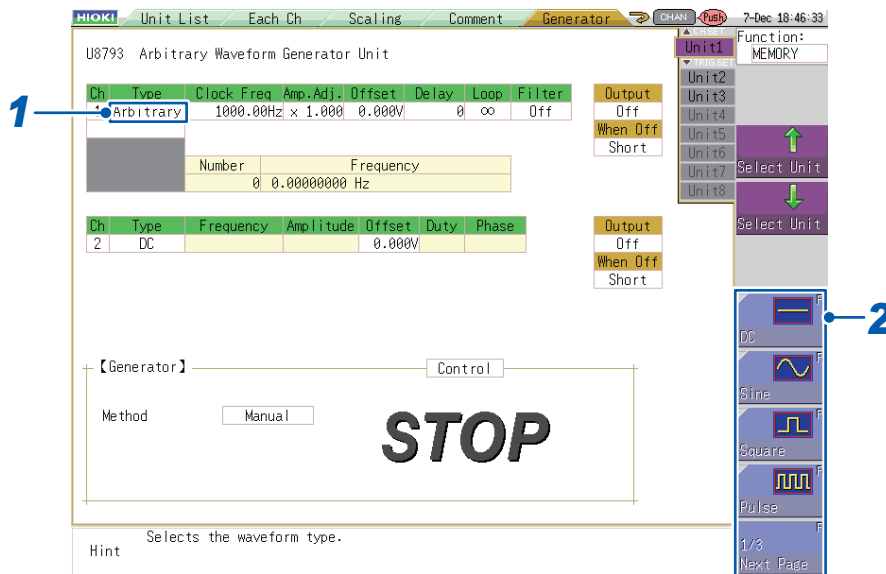 HIOKI Unit List Each Ch Scaling Comment Generator CHAN Push 7-Dec 18:46:33
U8793 Arbitrary Waveform Generator Unit
▲ CH.SET
Unit1
▼ TRIG.SET
Unit2
Unit3
Unit4
Unit5
Unit6
Unit7
Unit8
Function:
MEMORY
Select Unit
Select Unit
1
Ch Type Clock Freq Amp.Adj. Offset Delay Loop Filter
1 Arbitrary 1000.00Hz x 1.000 0.000V 0 ∞ Off
Output
Off
When Off
Short
Number Frequency
0 0.00000000 Hz
Ch Type Frequency Amplitude Offset Duty Phase
2 DC 0.000V
Output
Off
When Off
Short
2
F
DC
F
Sine
F
Square
F
Pulse
F
1/3
Next Page
【Generator】 Control
Method Manual
STOP
Hint Selects the waveform type.